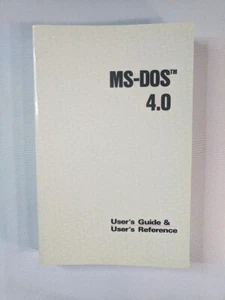 MS-DOS™
4.0
User's Guide &
User's Reference